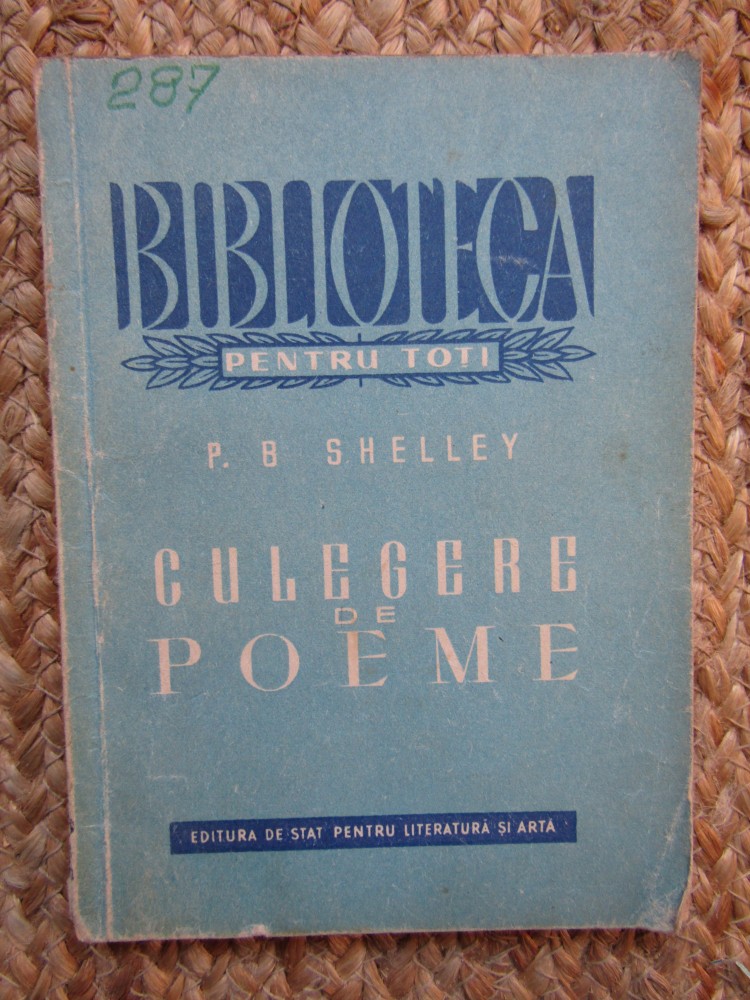 287
BIBLIOTECA
PENTRU TOȚI
P. B SHELLEY
CULEGERE
DE
POEME
EDITURA DE STAT PENTRU LITERATURĂ ȘI ARTĂ